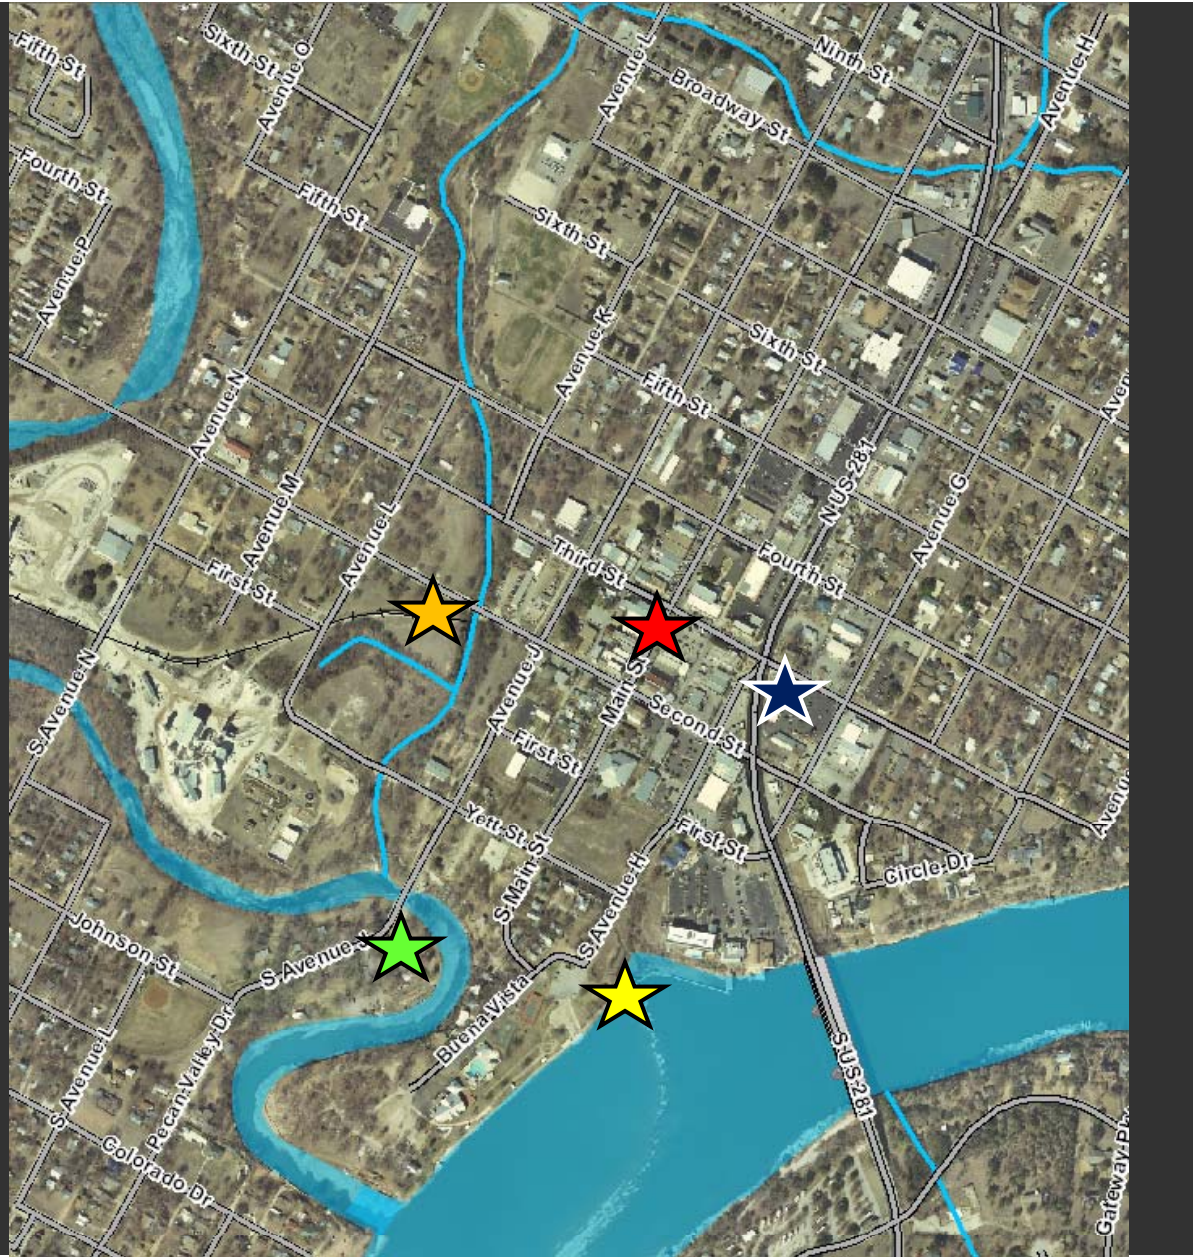 Fifth St
Sixth St
Avenue O
Avenue L
Ninth St
Avenue H
Broadway St
Fourth St
Fifth St
Avenue P
Sixth St
Avenue K
Sixth St
Fifth St
Avenue N
N US-281
Avenue G
Avenue M
Avenue L
Third St
Fourth St
First St
S Avenue N
Avenue J
Main St
Second St
First St
Yett St
First St
S Main St
S Avenue H
Circle Dr
Johnson St
S Avenue J
Buena Vista
S Avenue L
Pecan Valley Dr
S US-281
Colorado Dr